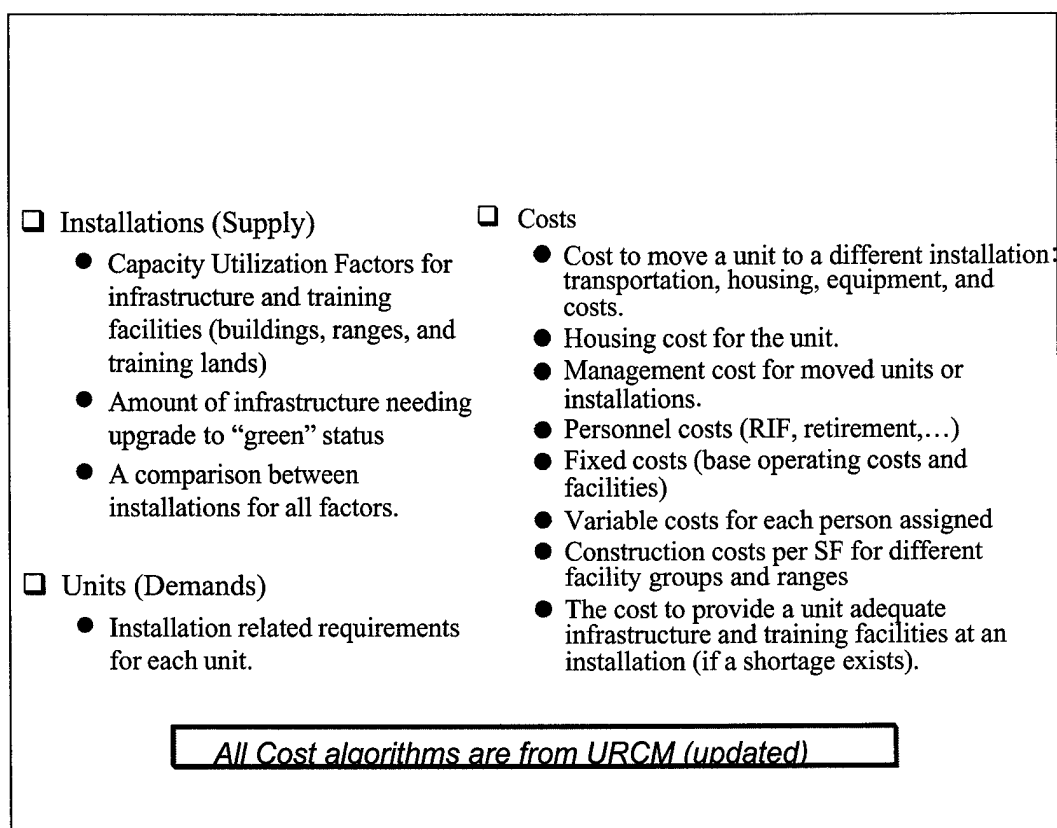 Installations (Supply)
● Capacity Utilization Factors for
infrastructure and training
facilities (buildings, ranges, and
training lands)
● Amount of infrastructure needing
upgrade to “green” status
● A comparison between
installations for all factors.
Units (Demands)
● Installation related requirements
for each unit.
Costs
● Cost to move a unit to a different installation:
transportation, housing, equipment, and
costs.
● Housing cost for the unit.
● Management cost for moved units or
installations.
● Personnel costs (RIF, retirement,…)
● Fixed costs (base operating costs and
facilities)
● Variable costs for each person assigned
● Construction costs per SF for different
facility groups and ranges
● The cost to provide a unit adequate
infrastructure and training facilities at an
installation (if a shortage exists).
All Cost algorithms are from URCM (updated)